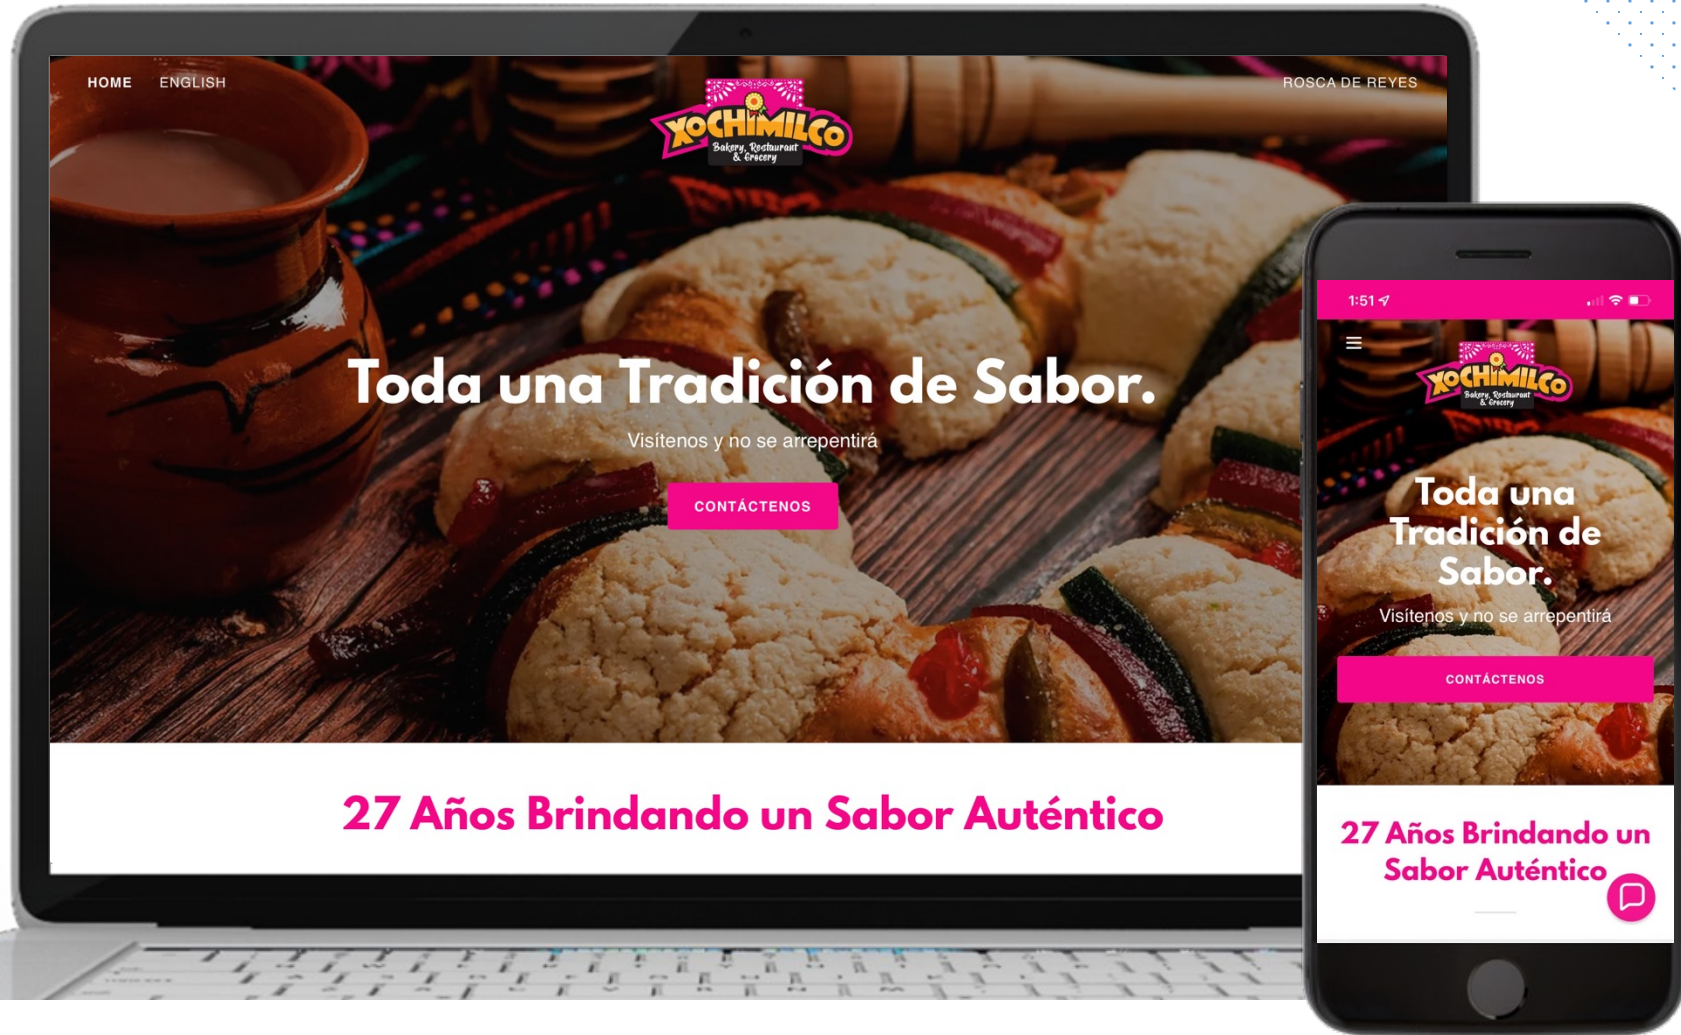 HOME
ENGLISH
ROSCA DE REYES
XOCHIMILCO
Bakery, Restaurant
& Grocery
Toda una Tradición de Sabor.
Visítenos y no se arrepentirá
CONTÁCTENOS
27 Años Brindando un Sabor Auténtico
1:51
XOCHIMILCO
Bakery, Restaurant
& Grocery
Toda una
Tradición de
Sabor.
Visítenos y no se arrepentirá
CONTÁCTENOS
27 Años Brindando un
Sabor Auténtico